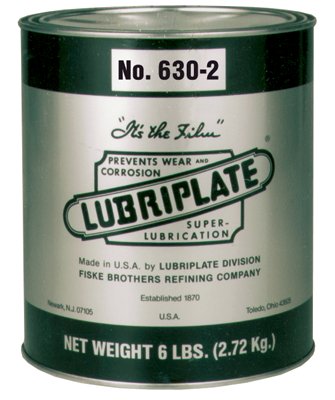 No. 630-2
"It's the Film"
®
PREVENTS WEAR AND
CORROSION
LUBRIPLATE
SUPER-
LUBRICATION
Made in U.S.A. by LUBRIPLATE DIVISION
FISKE BROTHERS REFINING COMPANY
Established 1870
Newark, N.J. 07105
Toledo, Ohio 43605
U.S.A.
NET WEIGHT 6 LBS. (2.72 Kg.)